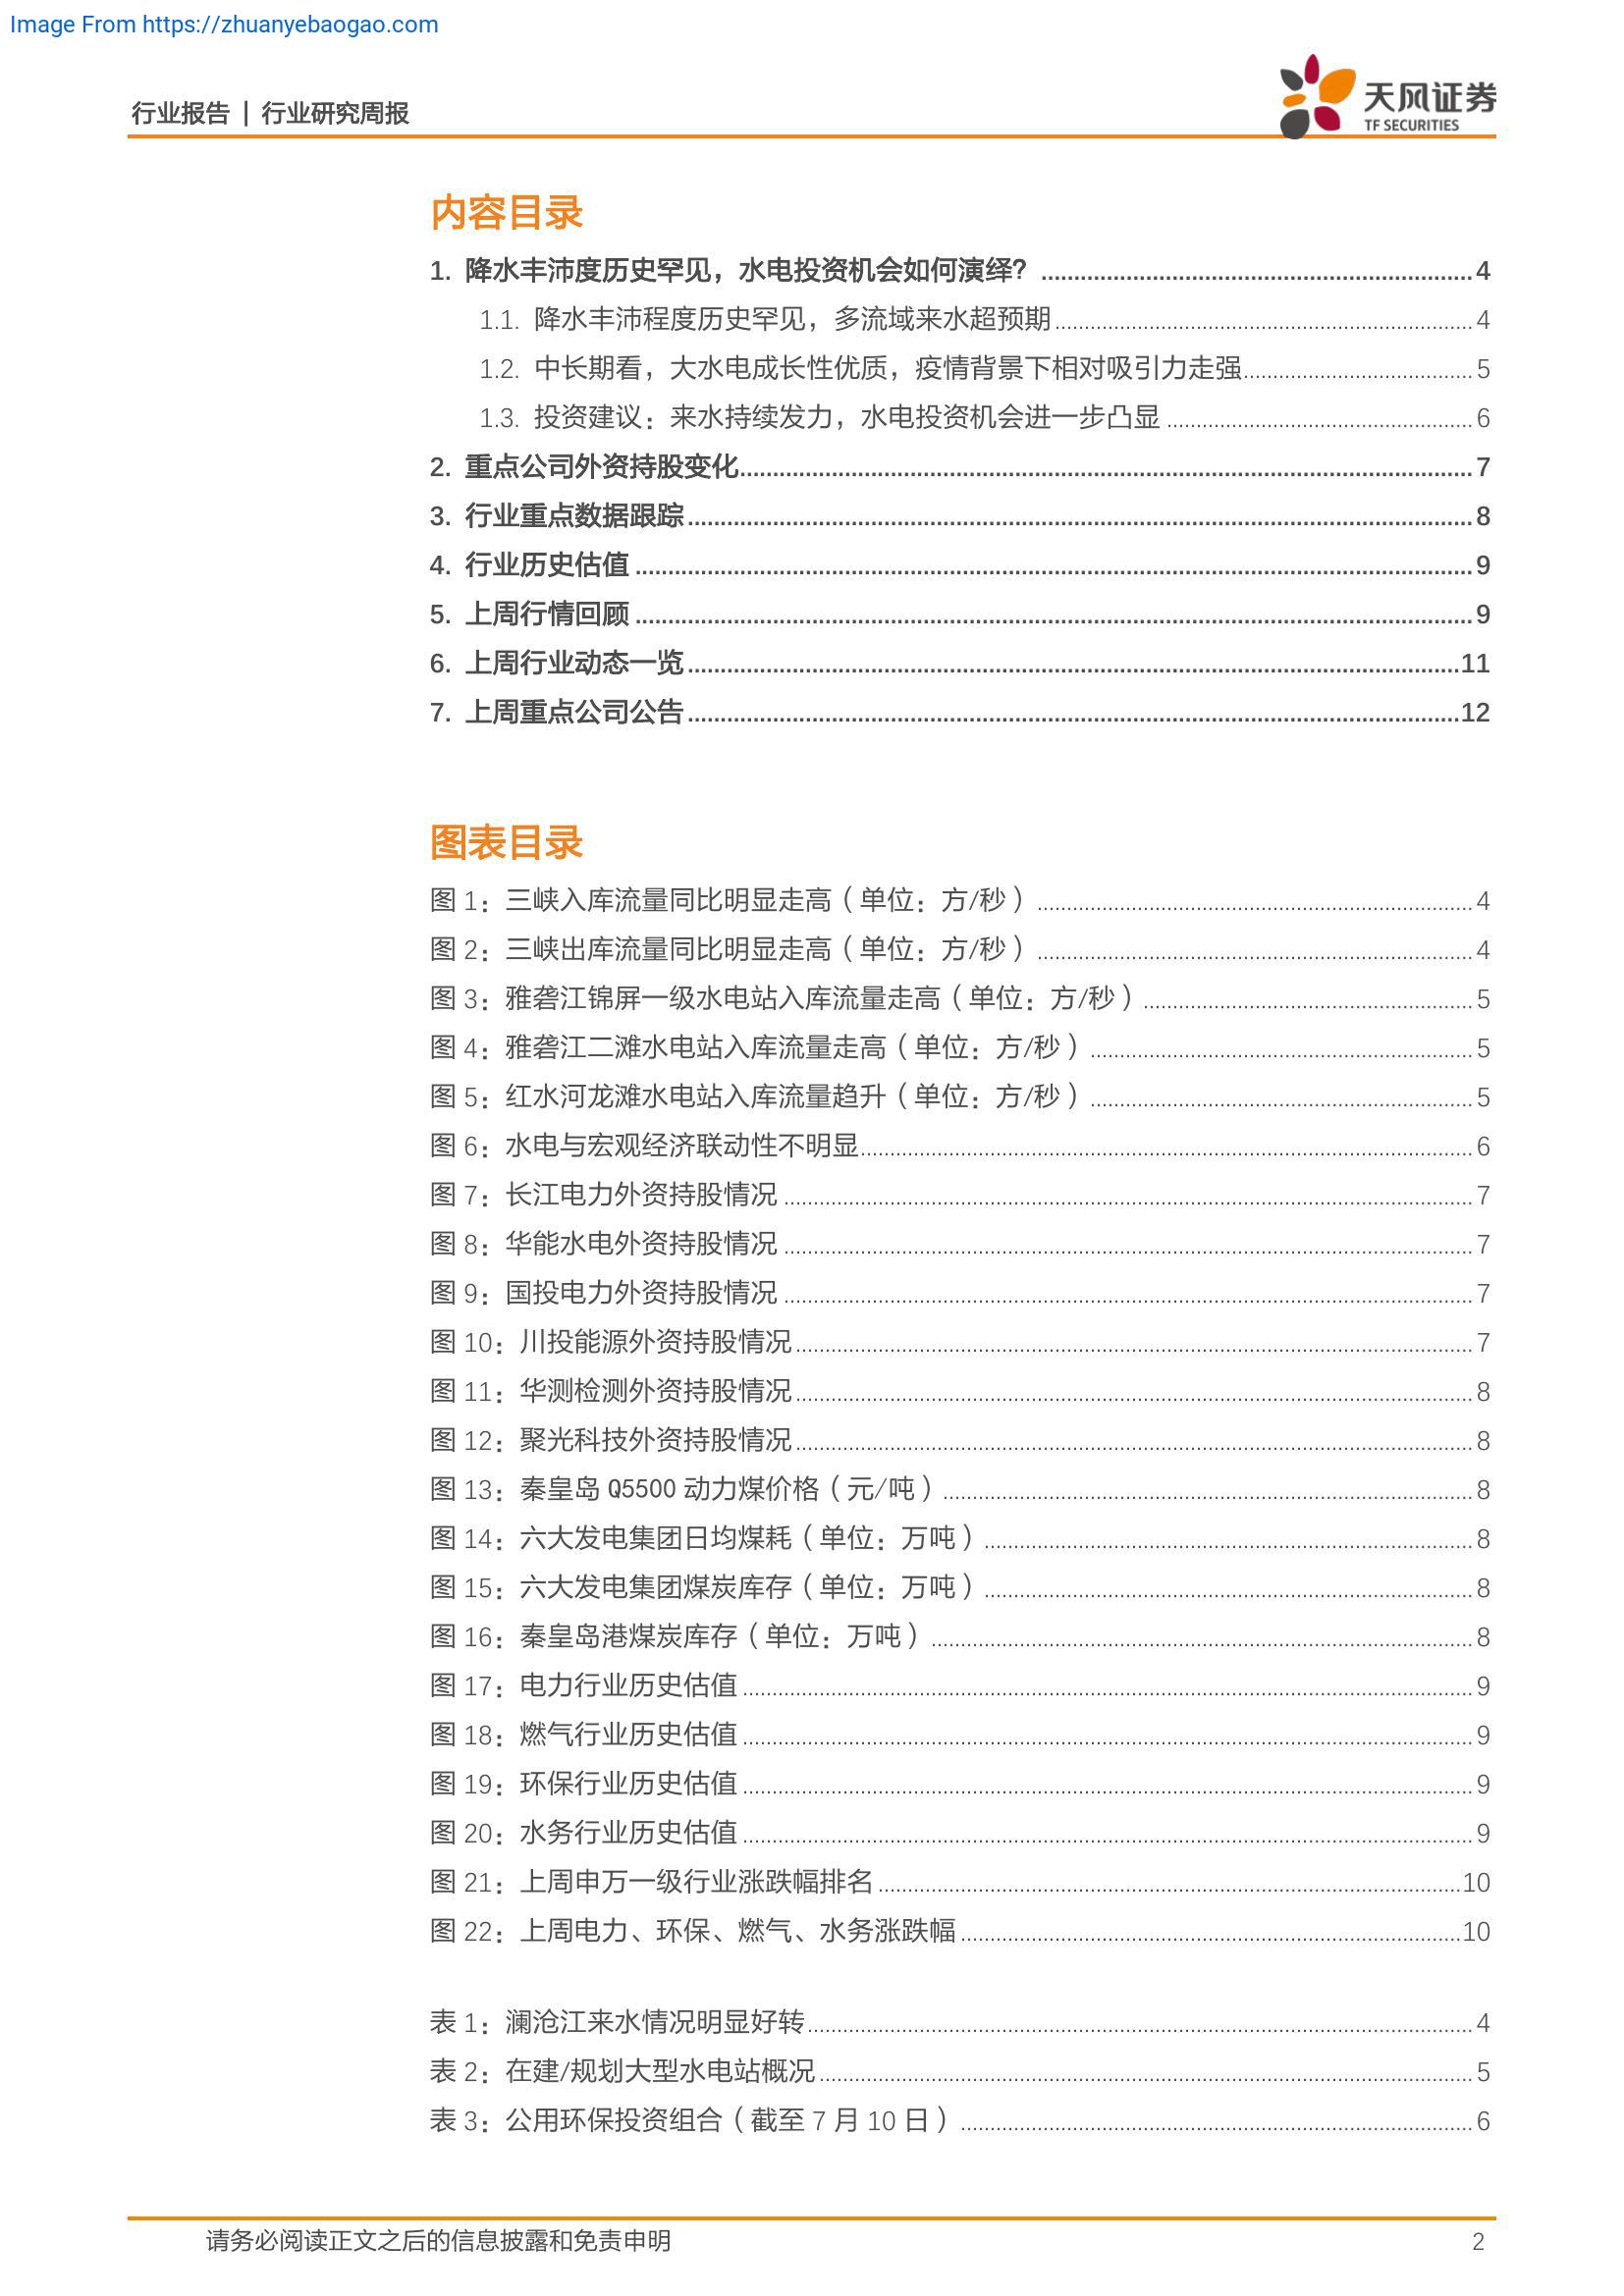 Image From https://zhuanyebaogao.com
行业报告 | 行业研究周报
天风证券
TF SECURITIES
内容目录
1. 降水丰沛度历史罕见，水电投资机会如何演绎？ 4
1.1. 降水丰沛程度历史罕见，多流域来水超预期 4
1.2. 中长期看，大水电成长性优质，疫情背景下相对吸引力走强 5
1.3. 投资建议：来水持续发力，水电投资机会进一步凸显 6
2. 重点公司外资持股变化 7
3. 行业重点数据跟踪 8
4. 行业历史估值 9
5. 上周行情回顾 9
6. 上周行业动态一览 11
7. 上周重点公司公告 12
图表目录
图 1：三峡入库流量同比明显走高（单位：方/秒） 4
图 2：三峡出库流量同比明显走高（单位：方/秒） 4
图 3：雅砻江锦屏一级水电站入库流量走高（单位：方/秒） 5
图 4：雅砻江二滩水电站入库流量走高（单位：方/秒） 5
图 5：红水河龙滩水电站入库流量趋升（单位：方/秒） 5
图 6：水电与宏观经济联动性不明显 6
图 7：长江电力外资持股情况 7
图 8：华能水电外资持股情况 7
图 9：国投电力外资持股情况 7
图 10：川投能源外资持股情况 7
图 11：华测检测外资持股情况 8
图 12：聚光科技外资持股情况 8
图 13：秦皇岛 Q5500 动力煤价格（元/吨） 8
图 14：六大发电集团日均煤耗（单位：万吨） 8
图 15：六大发电集团煤炭库存（单位：万吨） 8
图 16：秦皇岛港煤炭库存（单位：万吨） 8
图 17：电力行业历史估值 9
图 18：燃气行业历史估值 9
图 19：环保行业历史估值 9
图 20：水务行业历史估值 9
图 21：上周申万一级行业涨跌幅排名 10
图 22：上周电力、环保、燃气、水务涨跌幅 10
表 1：澜沧江来水情况明显好转 4
表 2：在建/规划大型水电站概况 5
表 3：公用环保投资组合（截至 7 月 10 日） 6
请务必阅读正文之后的信息披露和免责申明 2